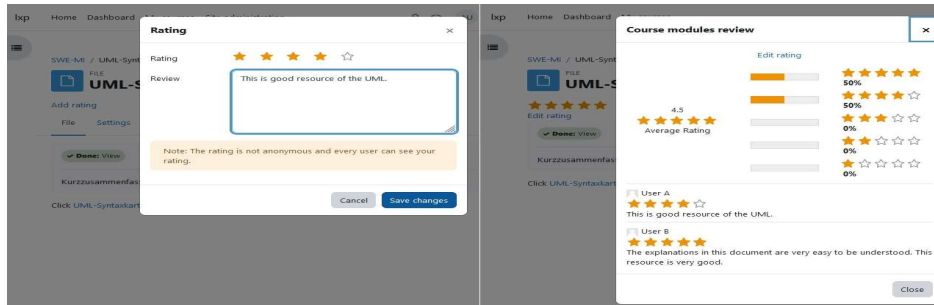 lxp Home Dashboard
Rating ×
SWE-MI / UML-Synt
FILE
UML-S
Add rating
File Settings
Done: View
Kurzzusammenfas
Click UML-Syntaxkart
Rating
Review
This is good resource of the UML.
Note: The rating is not anonymous and every user can see your
rating.
Cancel Save changes
lxp Home Dashboard
Course modules review ×
SWE-MI / UML-Synt
FILE
UML-S
Edit rating
Done: View
Kurzzusammenfas
Click UML-Syntaxkart
Edit rating
4.5
Average Rating
50%
50%
0%
0%
0%
User A
This is good resource of the UML.
User B
The explanations in this document are very easy to be understood. This
resource is very good.
Close